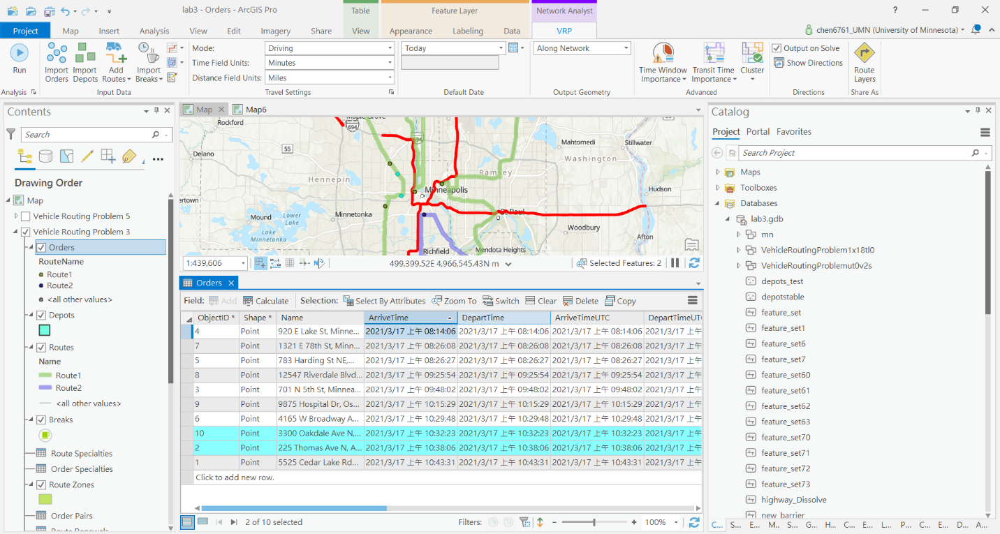 lab3 - Orders - ArcGIS Pro
Table
Feature Layer
Network Analyst
?
Project
Map
Insert
Analysis
View
Edit
Imagery
Share
View
Appearance
Labeling
Data
VRP
chen6761_UMN (University of Minnesota)
Run
Import Orders
Import Depots
Add Routes
Import Breaks
Mode:
Driving
Time Field Units:
Minutes
Distance Field Units:
Miles
Today
Along Network
Time Window Importance
Transit Time Importance
Cluster
Output on Solve
Show Directions
Route Layers
Analysis
Input Data
Travel Settings
Default Date
Output Geometry
Advanced
Directions
Share As
Contents
Search
Drawing Order
Map
Vehicle Routing Problem 5
Vehicle Routing Problem 3
Orders
RouteName
Route1
Route2
<all other values>
Depots
Routes
Name
Route1
Route2
<all other values>
Breaks
Route Specialties
Order Specialties
Route Zones
Order Pairs
Route Renewals
Map
Map6
Maple Grove
Rockford
694
694
55
Delano
Mahtomedi
Stillwater
Washington
Hennepin
Ramsey
Minneapolis
Hudson
Minnetonka
Mound
Lower Lake Minnetonka
St Paul
Woodbury
Afton
Richfield
Mendota Heights
1:439,606
499,399.52E 4,966,545.43N m
Selected Features: 2
Orders
Field:
Add
Calculate
Selection:
Select By Attributes
Zoom To
Switch
Clear
Delete
Copy
ObjectID * Shape * Name ArriveTime DepartTime ArriveTimeUTC DepartTimeUTC
4 Point 920 E Lake St, Minne... 2021/3/17 上午 08:14:06 2021/3/17 上午 08:14:06 2021/3/17 上午 08:14:06 2021/3/17 上午
7 Point 1321 E 78th St, Minn... 2021/3/17 上午 08:26:08 2021/3/17 上午 08:26:08 2021/3/17 上午 08:26:08 2021/3/17 上午
5 Point 783 Harding St NE,... 2021/3/17 上午 08:26:27 2021/3/17 上午 08:26:27 2021/3/17 上午 08:26:27 2021/3/17 上午
8 Point 12547 Riverdale Blvd... 2021/3/17 上午 09:25:54 2021/3/17 上午 09:25:54 2021/3/17 上午 09:25:54 2021/3/17 上午
3 Point 701 N 5th St, Minnea... 2021/3/17 上午 09:48:02 2021/3/17 上午 09:48:02 2021/3/17 上午 09:48:02 2021/3/17 上午
9 Point 9875 Hospital Dr, Os... 2021/3/17 上午 10:15:29 2021/3/17 上午 10:15:29 2021/3/17 上午 10:15:29 2021/3/17 上午
6 Point 4165 W Broadway A... 2021/3/17 上午 10:29:48 2021/3/17 上午 10:29:48 2021/3/17 上午 10:29:48 2021/3/17 上午
10 Point 3300 Oakdale Ave N,... 2021/3/17 上午 10:32:23 2021/3/17 上午 10:32:23 2021/3/17 上午 10:32:23 2021/3/17 上午
2 Point 225 Thomas Ave N, A... 2021/3/17 上午 10:38:06 2021/3/17 上午 10:38:06 2021/3/17 上午 10:38:06 2021/3/17 上午
1 Point 5525 Cedar Lake Rd... 2021/3/17 上午 10:43:31 2021/3/17 上午 10:43:31 2021/3/17 上午 10:43:31 2021/3/17 上午
Click to add new row.
2 of 10 selected
Filters:
100%
Catalog
Project
Portal
Favorites
Search Project
Maps
Toolboxes
Databases
lab3.gdb
mn
VehicleRoutingProblem1x18tl0
VehicleRoutingProblemut0v2s
depots_test
depotstable
feature_set
feature_set1
feature_set6
feature_set7
feature_set60
feature_set61
feature_set62
feature_set63
feature_set70
feature_set71
feature_set72
feature_set73
highway_Dissolve
new_barrier
C... S... E... M... S... G... H... C... E... L... P... C... E... D... A...